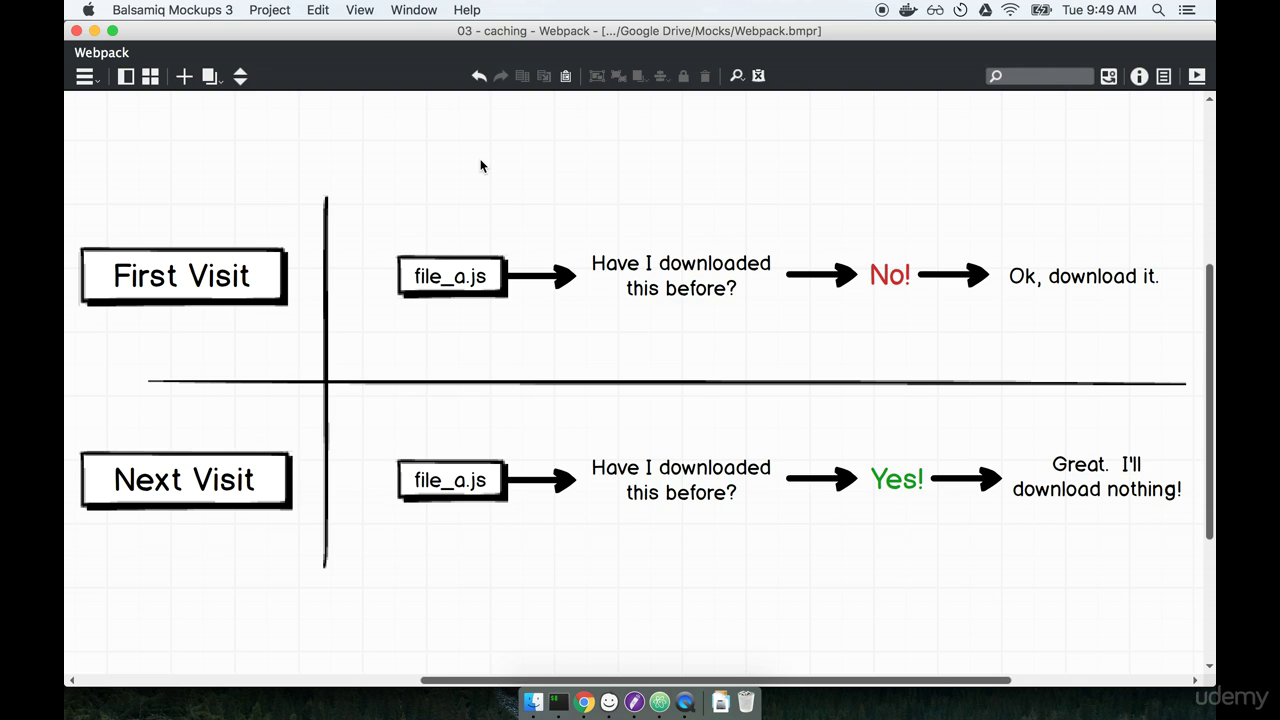 Balsamiq Mockups 3 Project Edit View Window Help Tue 9:49 AM
03 - caching - Webpack - [.../Google Drive/Mocks/Webpack.bmpr]
Webpack
First Visit
file_a.js
Have I downloaded
this before?
No!
Ok, download it.
Next Visit
file_a.js
Have I downloaded
this before?
Yes!
Great. I'll
download nothing!
udemy